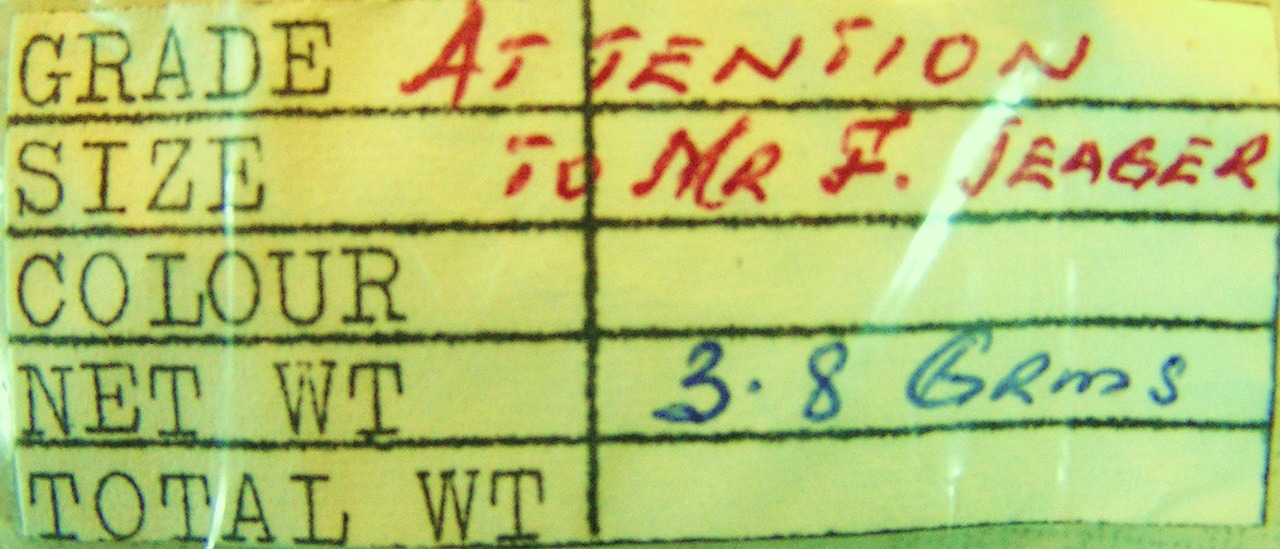 GRADE ATTENTION
SIZE TO MR F. JEAGER
COLOUR
NET WT 3.8 GRmS
TOTAL WT